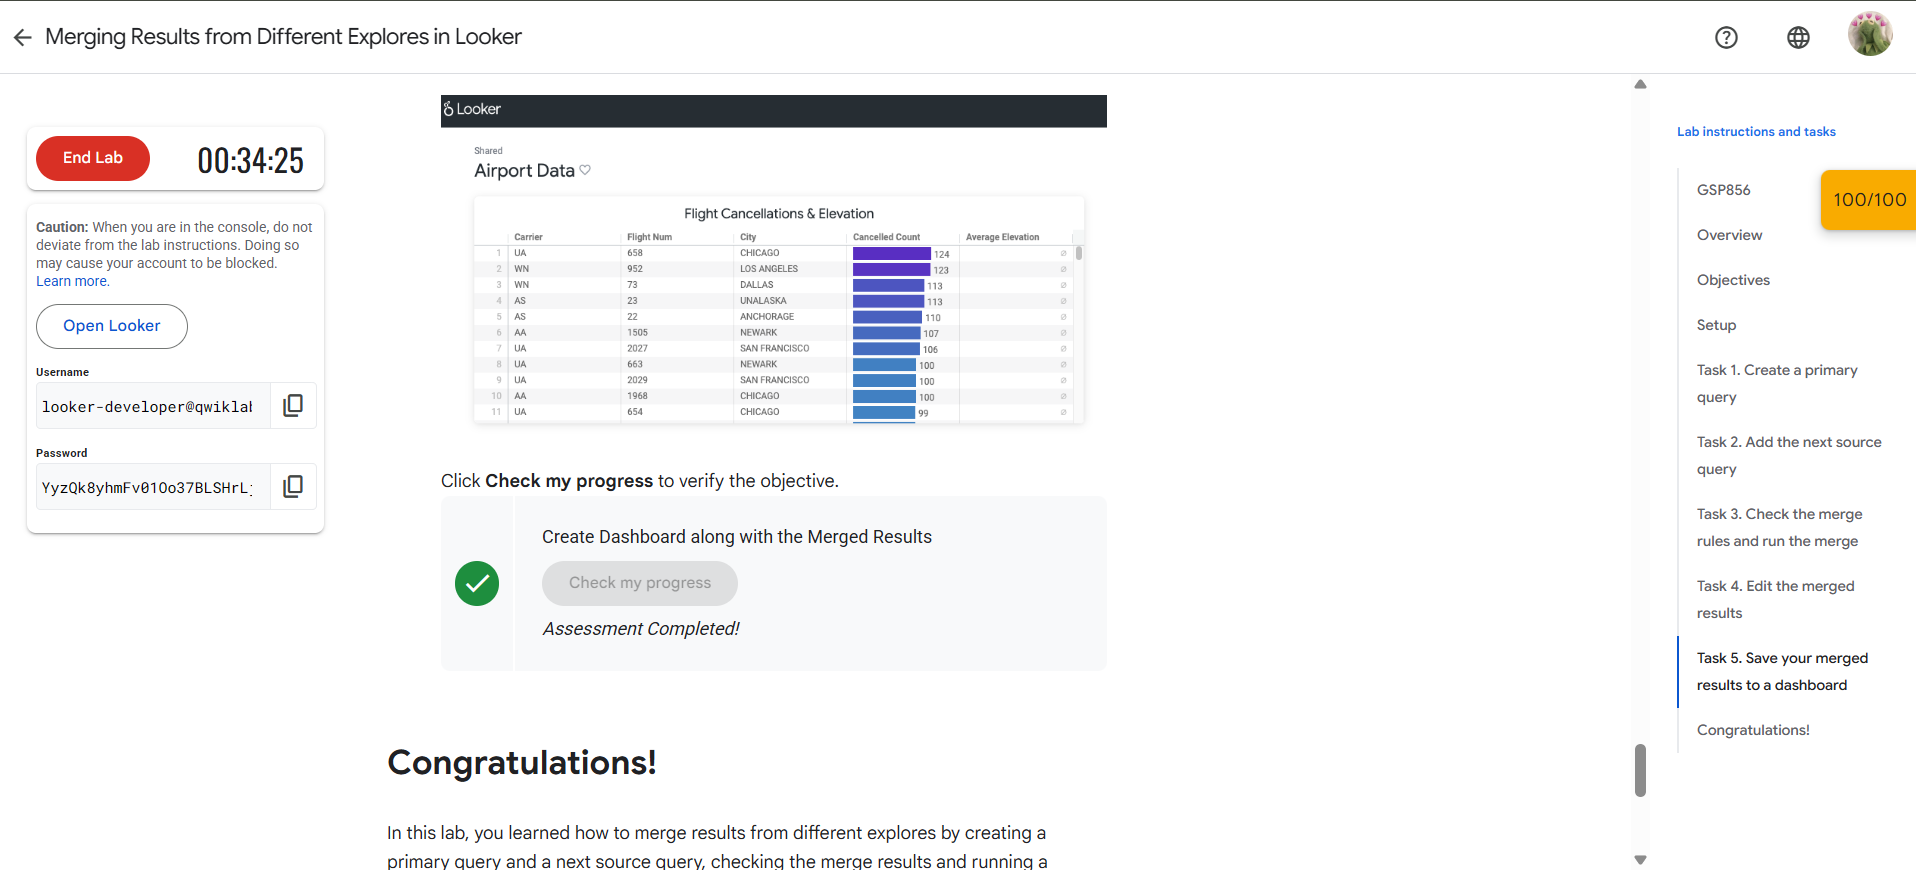 Merging Results from Different Explores in Looker
End Lab
00:34:25
Caution: When you are in the console, do not
deviate from the lab instructions. Doing so
may cause your account to be blocked.
Learn more.
Open Looker
Username
looker-developer@qwiklab
Password
YyzQk8yhmFv01Oo37BLSHrL
Looker
Shared
Airport Data
Flight Cancellations & Elevation
Carrier Flight Num City Cancelled Count Average Elevation
1 UA 658 CHICAGO 124 ∅
2 WN 952 LOS ANGELES 123 ∅
3 WN 73 DALLAS 113 ∅
4 AS 23 UNALASKA 113 ∅
5 AS 22 ANCHORAGE 110 ∅
6 AA 1505 NEWARK 107 ∅
7 UA 2027 SAN FRANCISCO 106 ∅
8 UA 663 NEWARK 100 ∅
9 UA 2029 SAN FRANCISCO 100 ∅
10 AA 1968 CHICAGO 100 ∅
11 UA 654 CHICAGO 99 ∅
Click Check my progress to verify the objective.
Create Dashboard along with the Merged Results
Check my progress
Assessment Completed!
Congratulations!
In this lab, you learned how to merge results from different explores by creating a
primary query and a next source query, checking the merge results and running a
Lab instructions and tasks
GSP856
100/100
Overview
Objectives
Setup
Task 1. Create a primary
query
Task 2. Add the next source
query
Task 3. Check the merge
rules and run the merge
Task 4. Edit the merged
results
Task 5. Save your merged
results to a dashboard
Congratulations!